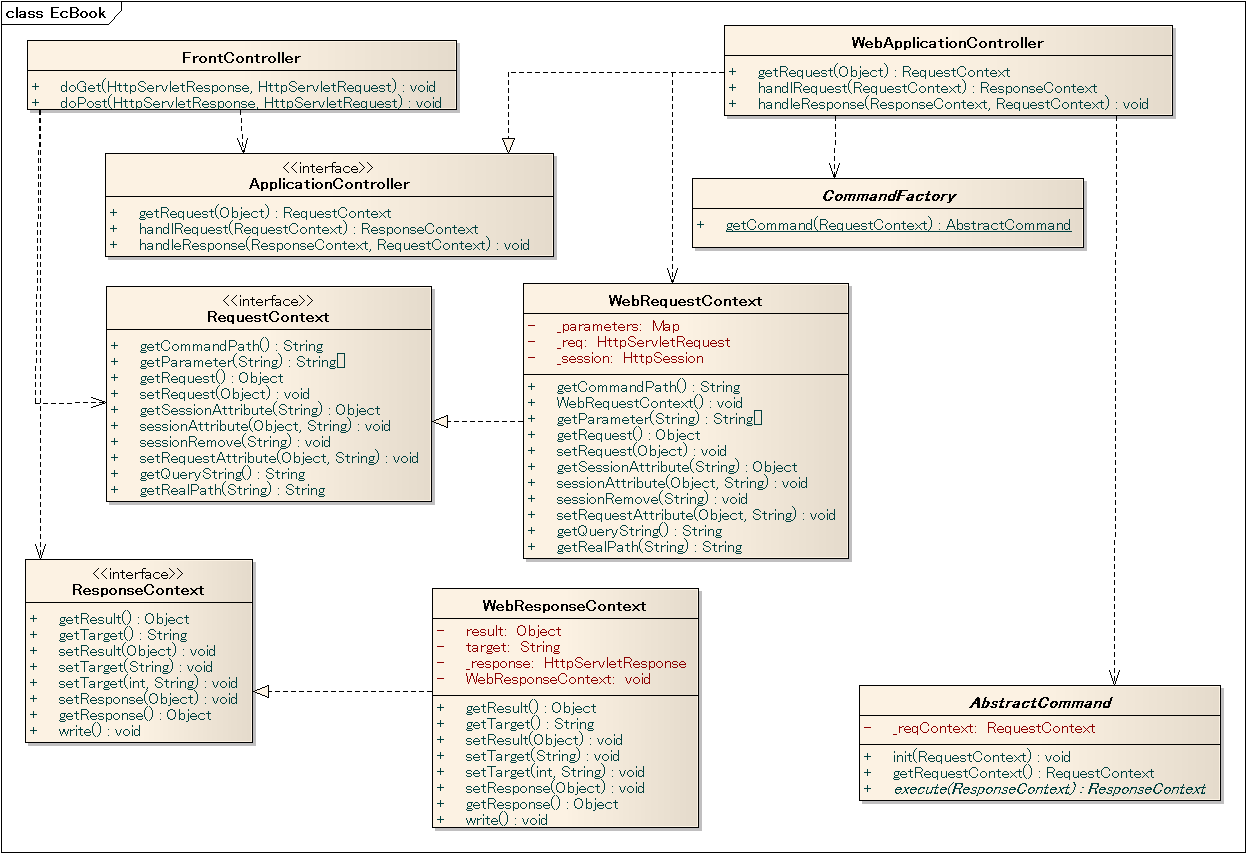 class EcBook
FrontController
+ doGet(HttpServletResponse, HttpServletRequest) : void
+ doPost(HttpServletResponse, HttpServletRequest) : void
WebApplicationController
+ getRequest(Object) : RequestContext
+ handlRequest(RequestContext) : ResponseContext
+ handleResponse(ResponseContext, RequestContext) : void
<<interface>>
ApplicationController
+ getRequest(Object) : RequestContext
+ handlRequest(RequestContext) : ResponseContext
+ handleResponse(ResponseContext, RequestContext) : void
CommandFactory
+ getCommand(RequestContext) : AbstractCommand
<<interface>>
RequestContext
+ getCommandPath() : String
+ getParameter(String) : String[]
+ getRequest() : Object
+ setRequest(Object) : void
+ getSessionAttribute(String) : Object
+ sessionAttribute(Object, String) : void
+ sessionRemove(String) : void
+ setRequestAttribute(Object, String) : void
+ getQueryString() : String
+ getRealPath(String) : String
WebRequestContext
- _parameters: Map
- _req: HttpServletRequest
- _session: HttpSession
+ getCommandPath() : String
+ WebRequestContext() : void
+ getParameter(String) : String[]
+ getRequest() : Object
+ setRequest(Object) : void
+ getSessionAttribute(String) : Object
+ sessionAttribute(Object, String) : void
+ sessionRemove(String) : void
+ setRequestAttribute(Object, String) : void
+ getQueryString() : String
+ getRealPath(String) : String
<<interface>>
ResponseContext
+ getResult() : Object
+ getTarget() : String
+ setResult(Object) : void
+ setTarget(String) : void
+ setTarget(int, String) : void
+ setResponse(Object) : void
+ getResponse() : Object
+ write() : void
WebResponseContext
- result: Object
- target: String
- _response: HttpServletResponse
- WebResponseContext: void
+ getResult() : Object
+ getTarget() : String
+ setResult(Object) : void
+ setTarget(String) : void
+ setTarget(int, String) : void
+ setResponse(Object) : void
+ getResponse() : Object
+ write() : void
AbstractCommand
- _reqContext: RequestContext
+ init(RequestContext) : void
+ getRequestContext() : RequestContext
+ execute(ResponseContext) : ResponseContext